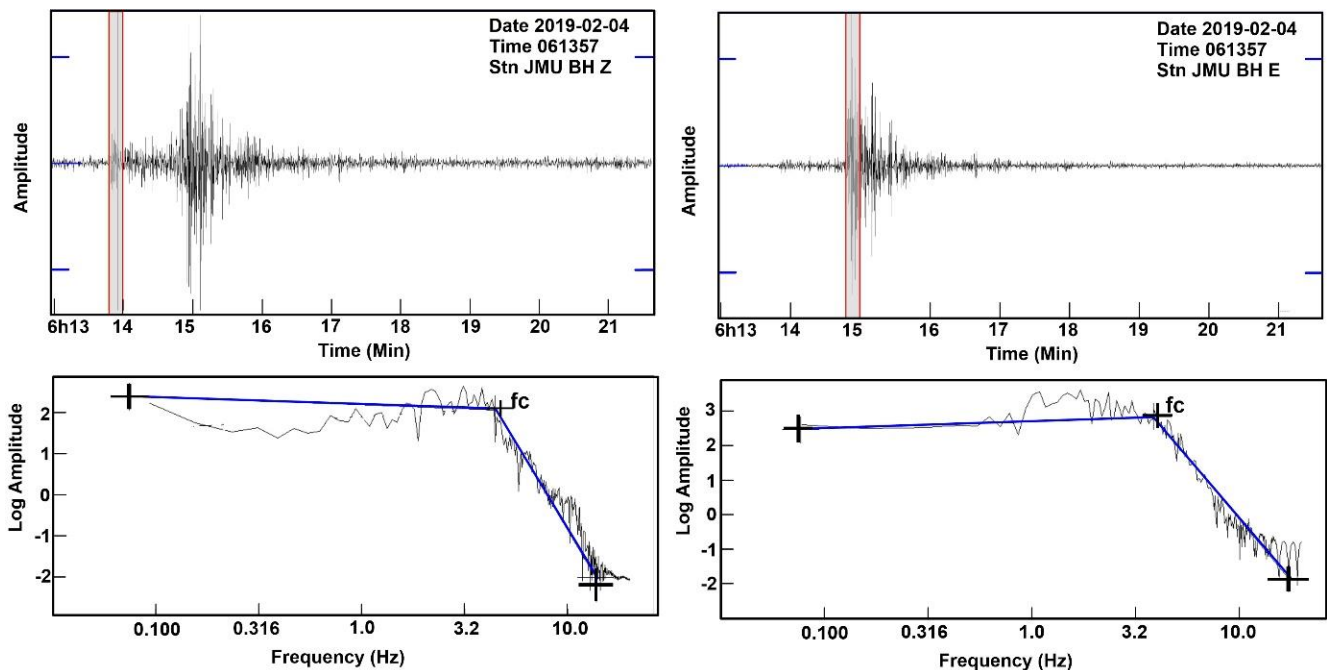 Date 2019-02-04
Time 061357
Stn JMU BH Z
Amplitude
6h13 14 15 16 17 18 19 20 21
Time (Min)
Date 2019-02-04
Time 061357
Stn JMU BH E
Amplitude
6h13 14 15 16 17 18 19 20 21
Time (Min)
fc
Log Amplitude
2
1
0
-1
-2
0.100 0.316 1.0 3.2 10.0
Frequency (Hz)
fc
Log Amplitude
3
2
1
0
-1
-2
0.100 0.316 1.0 3.2 10.0
Frequency (Hz)